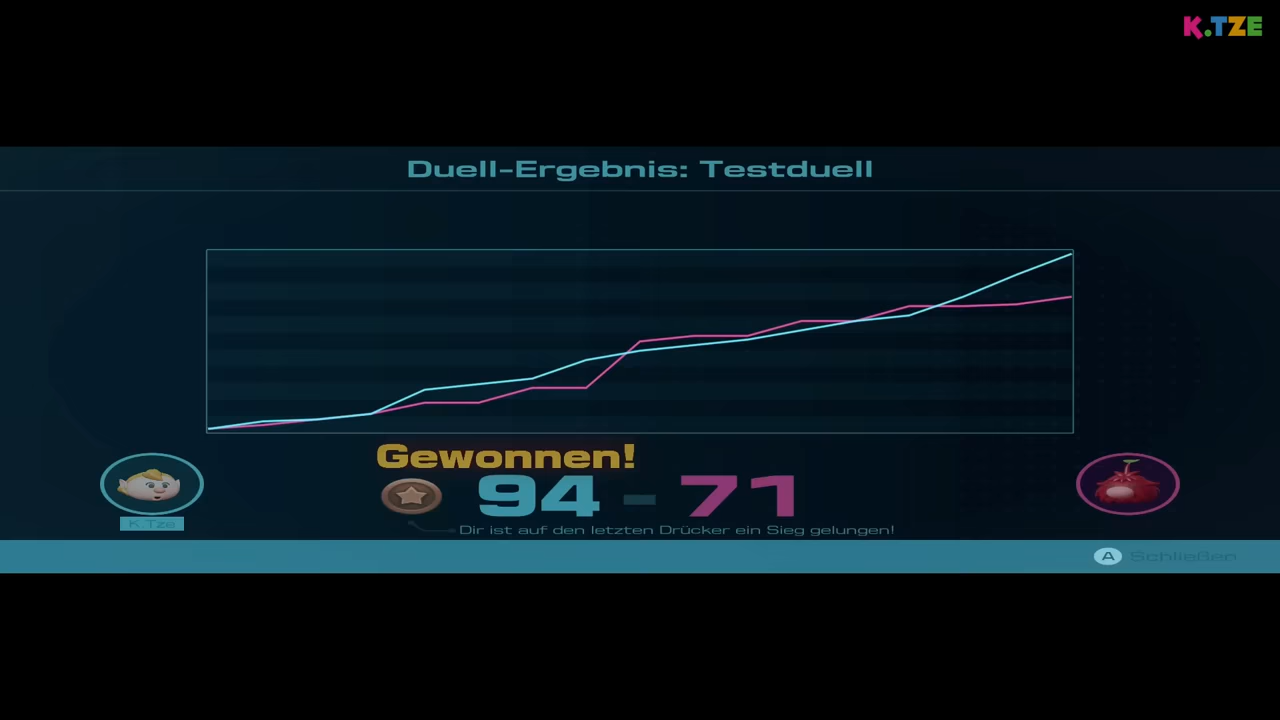 K.TZE
Duell-Ergebnis: Testduell
Gewonnen!
94 - 71
K.Tze
Dir ist auf den letzten Drücker ein Sieg gelungen!
A Schließen